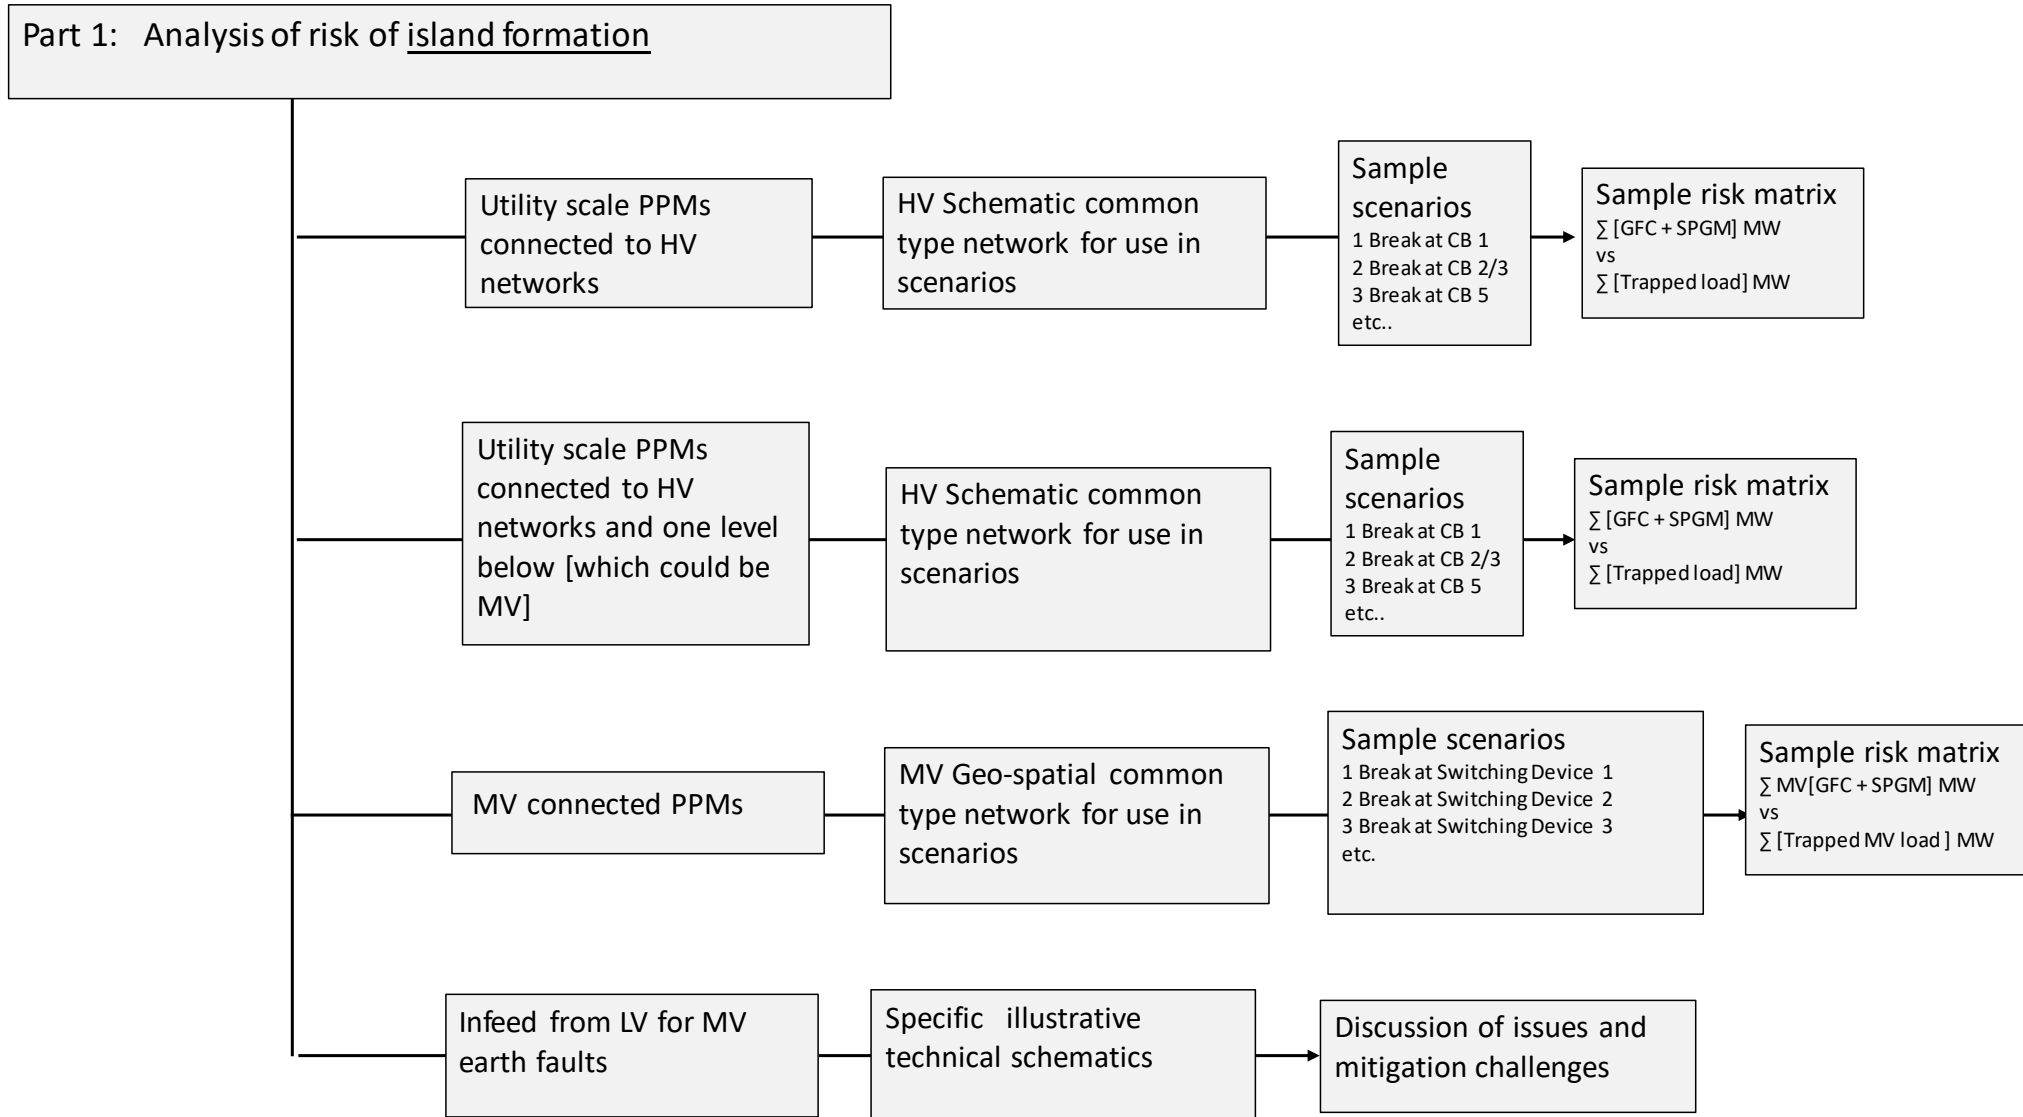 Part 1: Analysis of risk of island formation
Utility scale PPMs
connected to HV
networks
HV Schematic common
type network for use in
scenarios
Sample
scenarios
1 Break at CB 1
2 Break at CB 2/3
3 Break at CB 5
etc..
Sample risk matrix
∑ [GFC + SPGM] MW
vs
∑ [Trapped load] MW
Utility scale PPMs
connected to HV
networks and one level
below [which could be
MV]
HV Schematic common
type network for use in
scenarios
Sample
scenarios
1 Break at CB 1
2 Break at CB 2/3
3 Break at CB 5
etc..
Sample risk matrix
∑ [GFC + SPGM] MW
vs
∑ [Trapped load] MW
MV connected PPMs
MV Geo-spatial common
type network for use in
scenarios
Sample scenarios
1 Break at Switching Device 1
2 Break at Switching Device 2
3 Break at Switching Device 3
etc.
Sample risk matrix
∑ MV[GFC + SPGM] MW
vs
∑ [Trapped MV load ] MW
Infeed from LV for MV
earth faults
Specific illustrative
technical schematics
Discussion of issues and
mitigation challenges